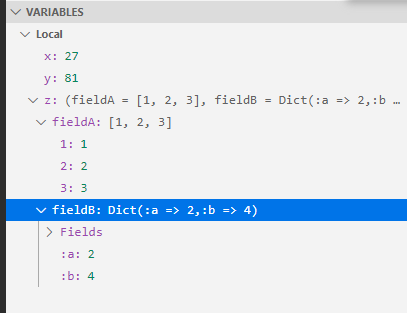 VARIABLES
Local
x: 27
y: 81
z: (fieldA = [1, 2, 3], fieldB = Dict(:a => 2,:b …
fieldA: [1, 2, 3]
1: 1
2: 2
3: 3
fieldB: Dict(:a => 2,:b => 4)
Fields
:a: 2
:b: 4